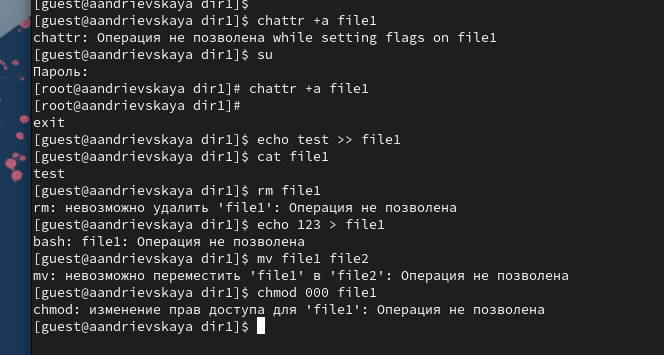 [guest@aandrievskaya dir1]$
[guest@aandrievskaya dir1]$ chattr +a file1
chattr: Операция не позволена while setting flags on file1
[guest@aandrievskaya dir1]$ su
Пароль:
[root@aandrievskaya dir1]# chattr +a file1
[root@aandrievskaya dir1]#
exit
[guest@aandrievskaya dir1]$ echo test >> file1
[guest@aandrievskaya dir1]$ cat file1
test
[guest@aandrievskaya dir1]$ rm file1
rm: невозможно удалить 'file1': Операция не позволена
[guest@aandrievskaya dir1]$ echo 123 > file1
bash: file1: Операция не позволена
[guest@aandrievskaya dir1]$ mv file1 file2
mv: невозможно переместить 'file1' в 'file2': Операция не позволена
[guest@aandrievskaya dir1]$ chmod 000 file1
chmod: изменение прав доступа для 'file1': Операция не позволена
[guest@aandrievskaya dir1]$